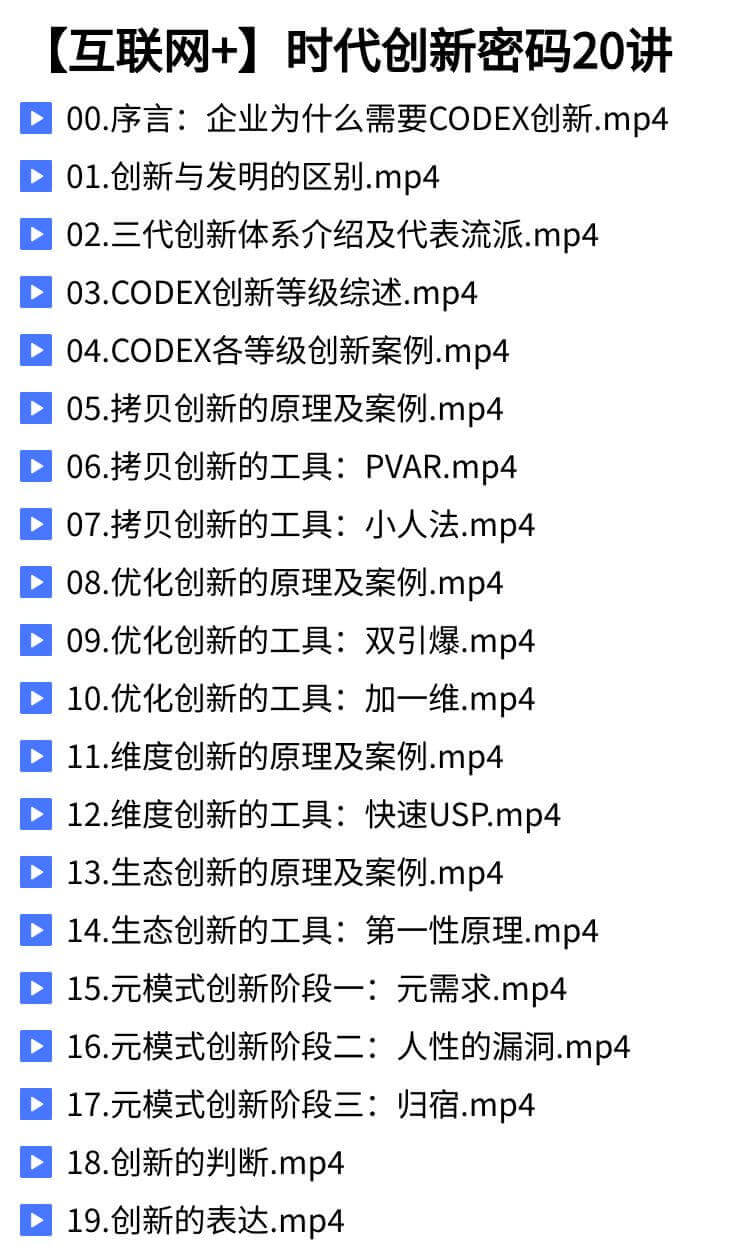 【互联网+】时代创新密码20讲
00.序言：企业为什么需要CODEX创新.mp4
01.创新与发明的区别.mp4
02.三代创新体系介绍及代表流派.mp4
03.CODEX创新等级综述.mp4
04.CODEX各等级创新案例.mp4
05.拷贝创新的原理及案例.mp4
06.拷贝创新的工具：PVAR.mp4
07.拷贝创新的工具：小人法.mp4
08.优化创新的原理及案例.mp4
09.优化创新的工具：双引爆.mp4
10.优化创新的工具：加一维.mp4
11.维度创新的原理及案例.mp4
12.维度创新的工具：快速USP.mp4
13.生态创新的原理及案例.mp4
14.生态创新的工具：第一性原理.mp4
15.元模式创新阶段一：元需求.mp4
16.元模式创新阶段二：人性的漏洞.mp4
17.元模式创新阶段三：归宿.mp4
18.创新的判断.mp4
19.创新的表达.mp4